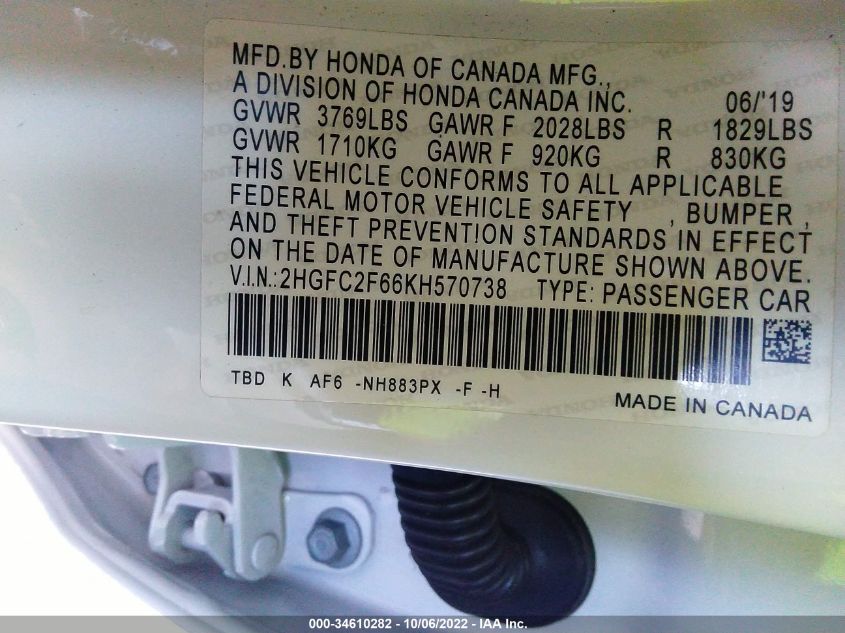 MFD.BY HONDA OF CANADA MFG.,
A DIVISION OF HONDA CANADA INC. 06/'19
GVWR 3769LBS GAWR F 2028LBS R 1829LBS
GVWR 1710KG GAWR F 920KG R 830KG
THIS VEHICLE CONFORMS TO ALL APPLICABLE
FEDERAL MOTOR VEHICLE SAFETY , BUMPER ,
AND THEFT PREVENTION STANDARDS IN EFFECT
ON THE DATE OF MANUFACTURE SHOWN ABOVE.
V.I.N.:2HGFC2F66KH570738 TYPE: PASSENGER CAR
TBD K AF6 -NH883PX -F -H
MADE IN CANADA
000-34610282 - 10/06/2022 - IAA Inc.